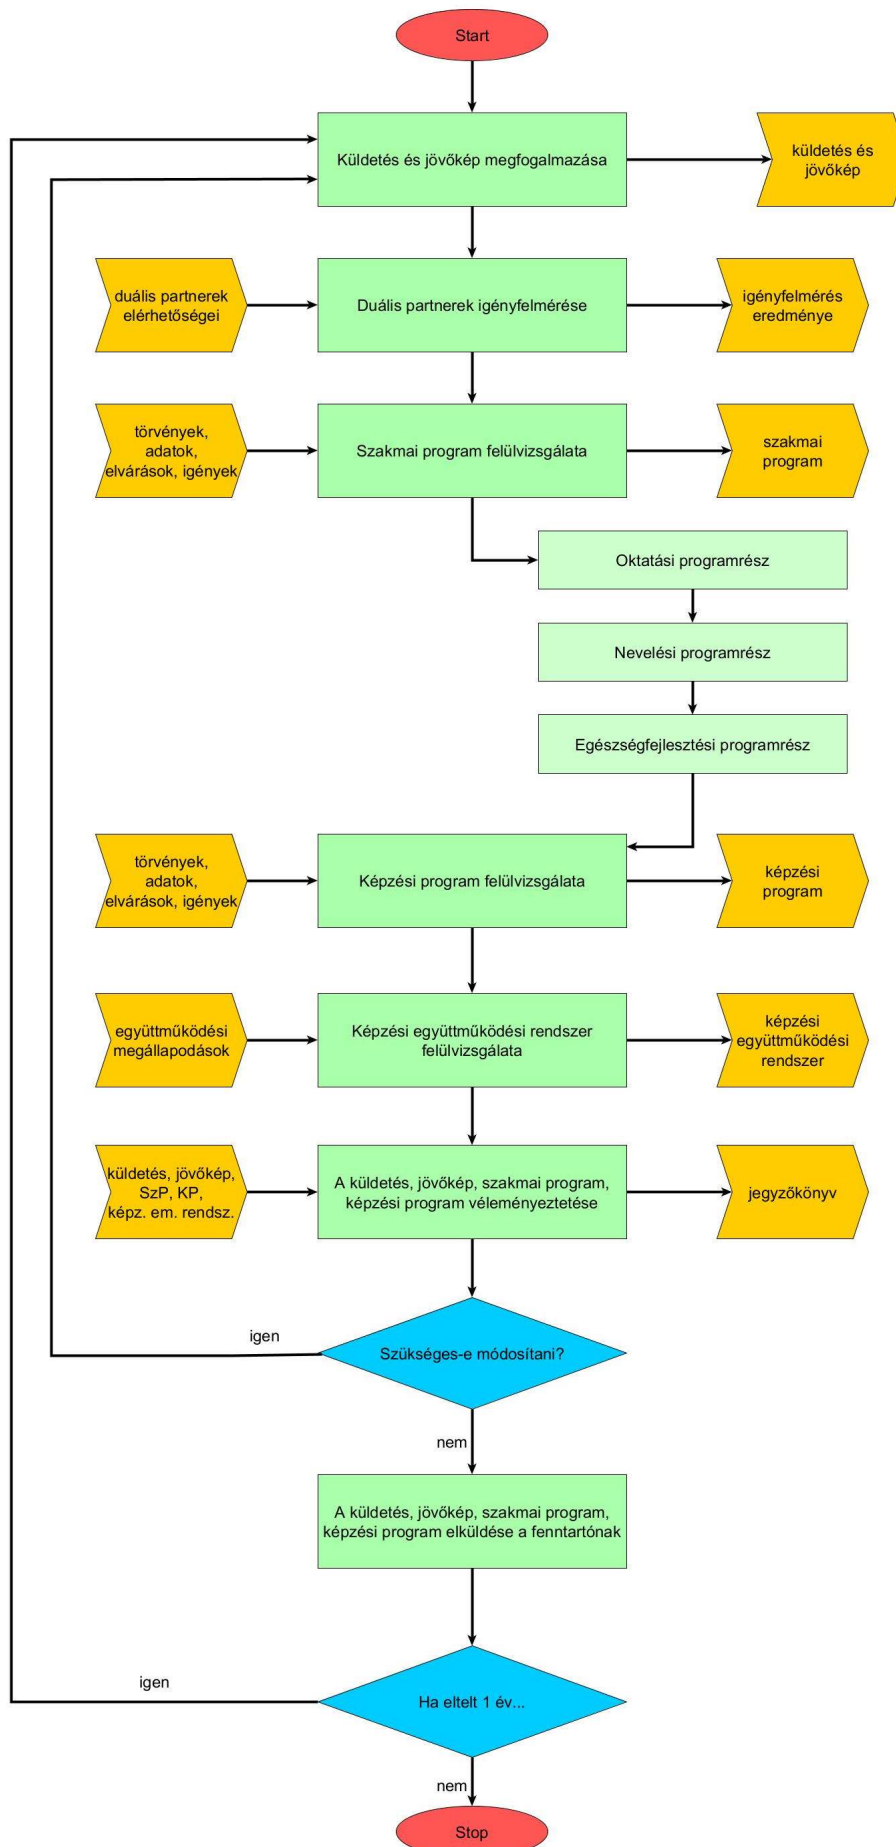 Start
Küldetés és jövőkép megfogalmazása
küldetés és
jövőkép
duális partnerek
elérhetőségei
Duális partnerek igényfelmérése
igényfelmérés
eredménye
törvények,
adatok,
elvárások, igények
Szakmai program felülvizsgálata
szakmai
program
Oktatási programrész
Nevelési programrész
Egészségfejlesztési programrész
törvények,
adatok,
elvárások, igények
Képzési program felülvizsgálata
képzési
program
együttműködési
megállapodások
Képzési együttműködési rendszer
felülvizsgálata
képzési
együttműködési
rendszer
küldetés, jövőkép,
SzP, KP,
képz. em. rendsz.
A küldetés, jövőkép, szakmai program,
képzési program véleményeztetése
jegyzőkönyv
igen
Szükséges-e módosítani?
nem
A küldetés, jövőkép, szakmai program,
képzési program elküldése a fenntartónak
igen
Ha eltelt 1 év...
nem
Stop